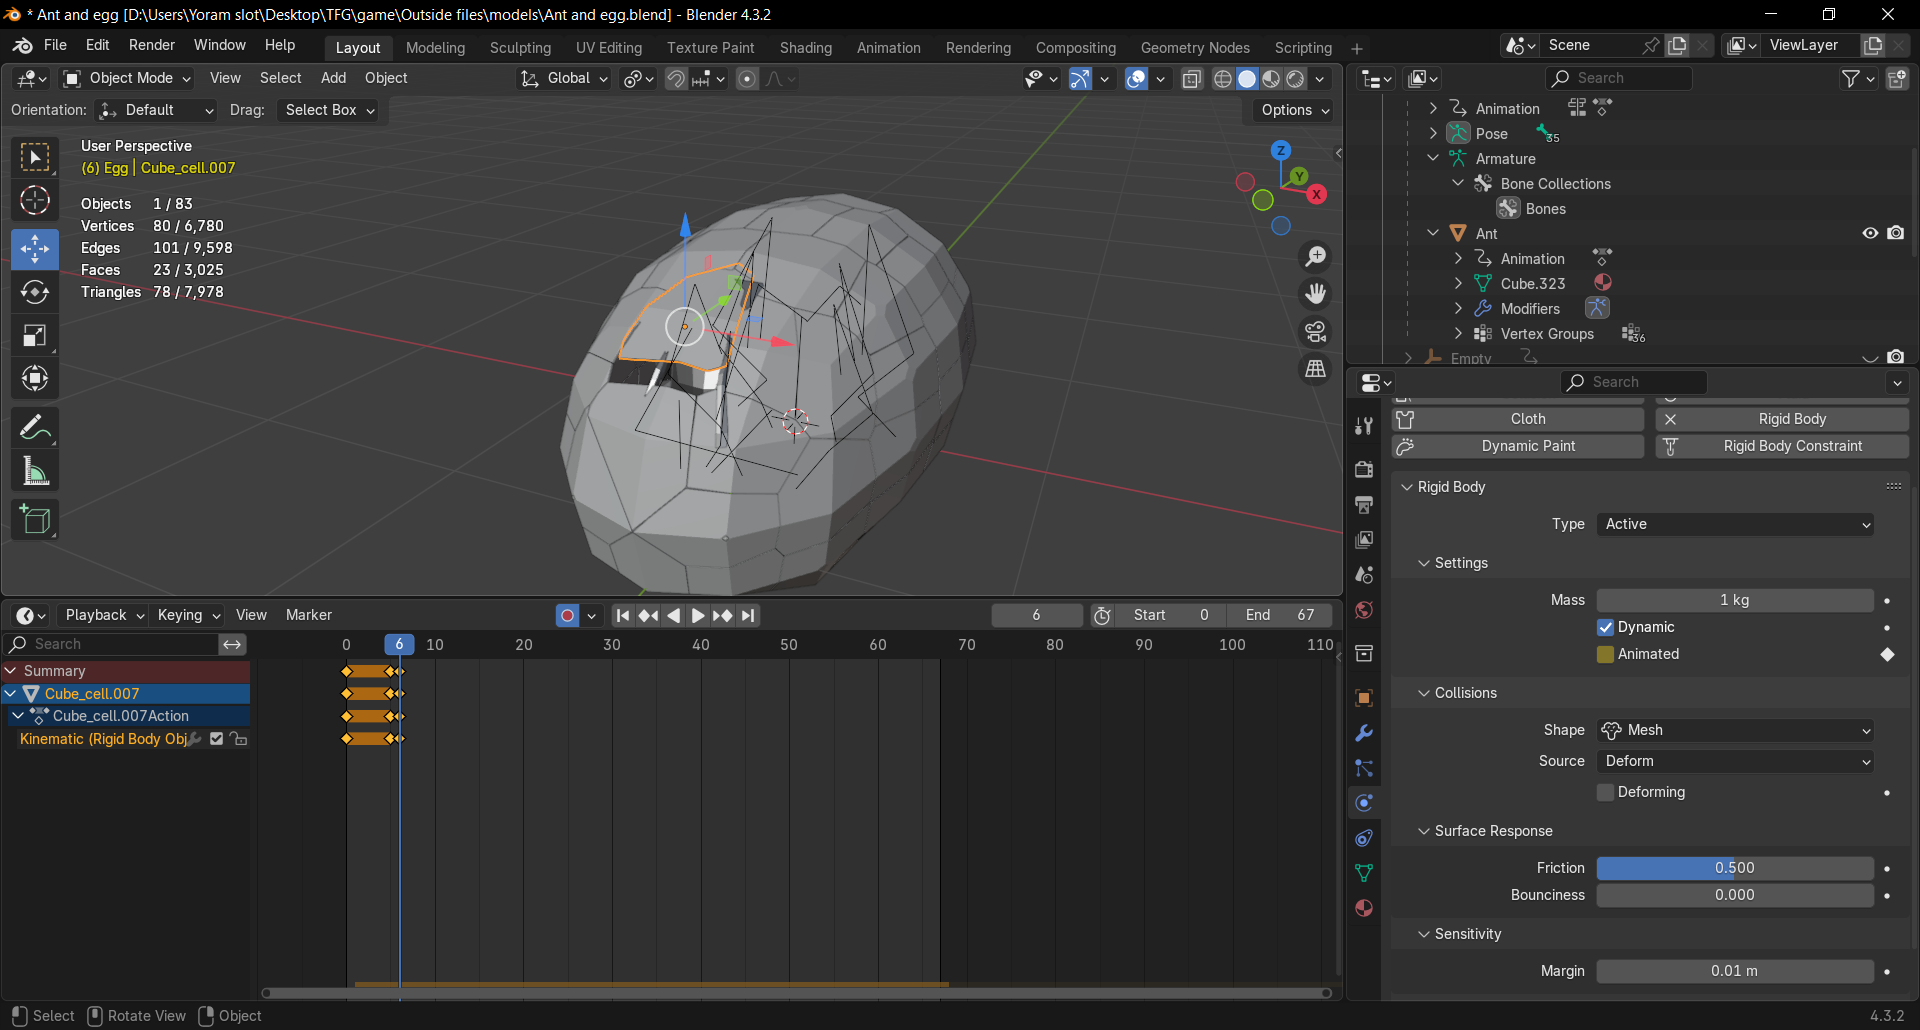 * Ant and egg [D:\Users\Yoram slot\Desktop\TFG\game\Outside files\models\Ant and egg.blend] - Blender 4.3.2
File Edit Render Window Help Layout Modeling Sculpting UV Editing Texture Paint Shading Animation Rendering Compositing Geometry Nodes Scripting + Scene ViewLayer
Object Mode View Select Add Object Global
Orientation: Default Drag: Select Box Options
User Perspective
(6) Egg | Cube_cell.007
Objects 1 / 83
Vertices 80 / 6,780
Edges 101 / 9,598
Faces 23 / 3,025
Triangles 78 / 7,978
Z
Y
X
Search
Animation
Pose 35
Armature
Bone Collections
Bones
Ant
Animation
Cube.323
Modifiers
Vertex Groups 36
Empty
Search
Cloth Rigid Body
Dynamic Paint Rigid Body Constraint
Rigid Body
Type Active
Settings
Mass 1 kg
Dynamic
Animated
Collisions
Shape Mesh
Source Deform
Deforming
Surface Response
Friction 0.500
Bounciness 0.000
Sensitivity
Margin 0.01 m
Playback Keying View Marker 6 Start 0 End 67
Search 0 6 10 20 30 40 50 60 70 80 90 100 110
Summary
Cube_cell.007
Cube_cell.007Action
Kinematic (Rigid Body Obj
Select Rotate View Object 4.3.2